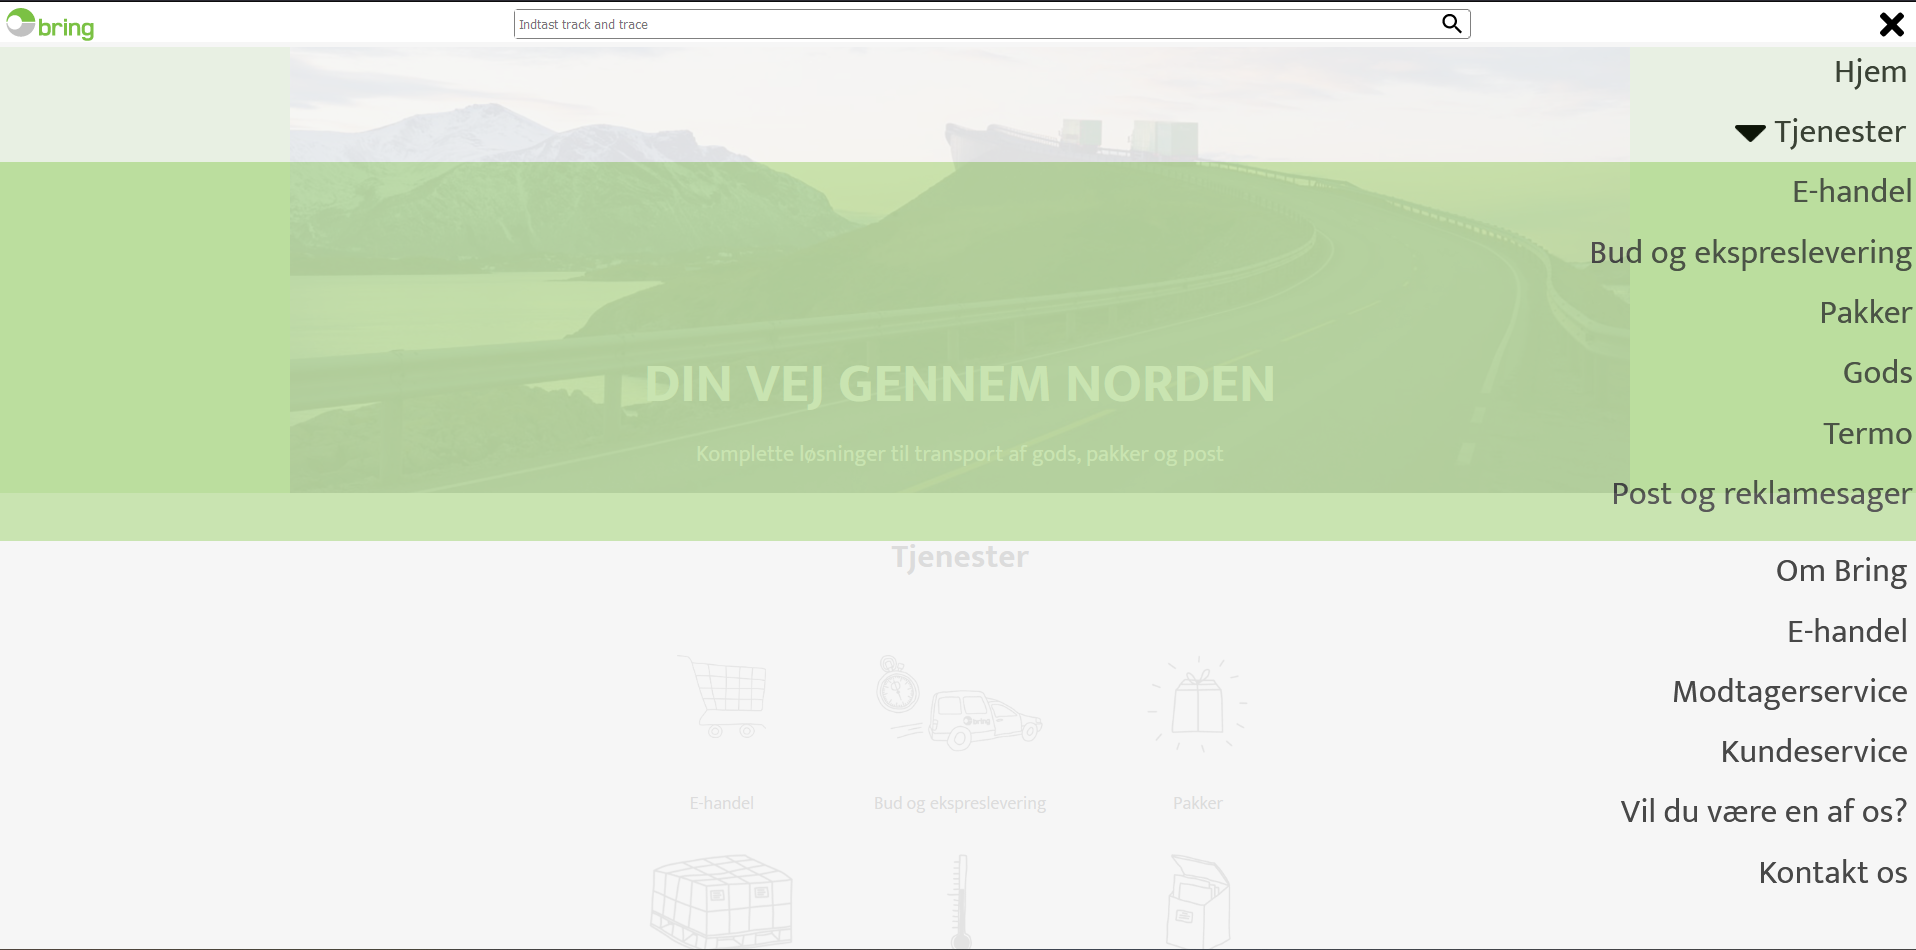 bring
Indtast track and trace
Hjem
Tjenester
E-handel
Bud og ekspreslevering
Pakker
Gods
Termo
Post og reklamesager
Om Bring
E-handel
Modtagerservice
Kundeservice
Vil du være en af os?
Kontakt os
DIN VEJ GENNEM NORDEN
Komplette løsninger til transport af gods, pakker og post
Tjenester
bring
E-handel
Bud og ekspreslevering
Pakker